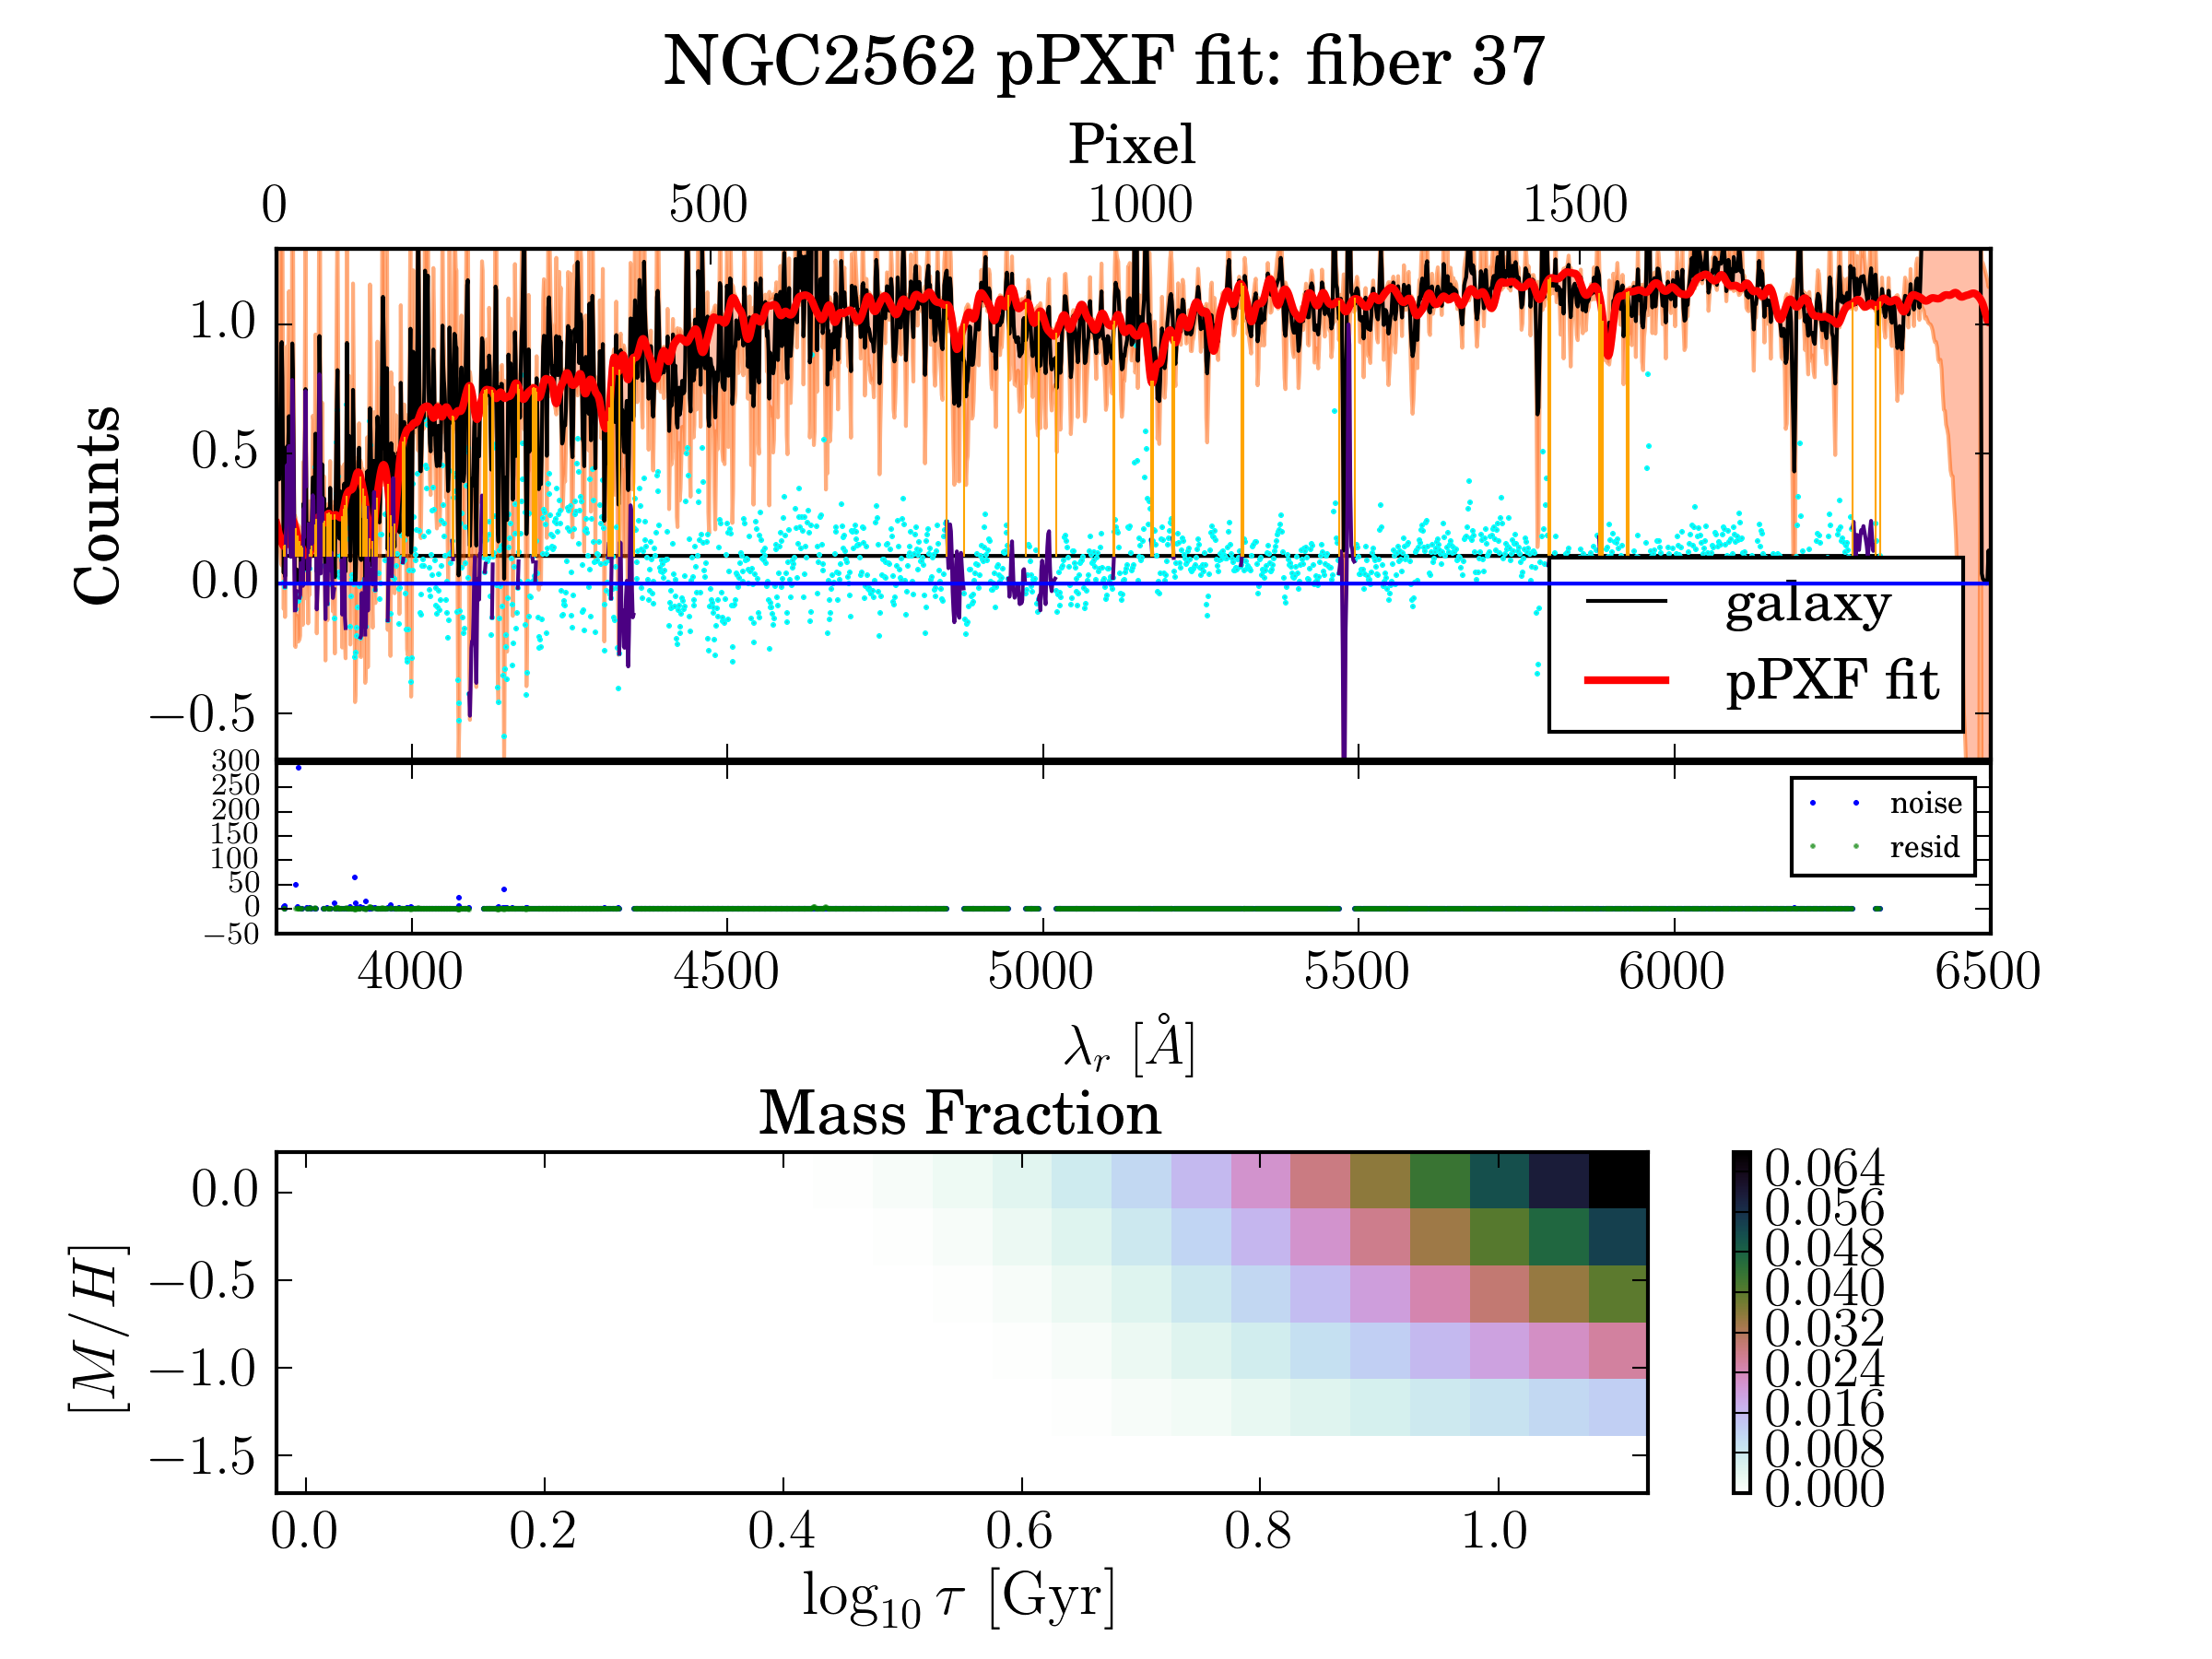 NGC2562 pPXF fit: fiber 37
Pixel
0 500 1000 1500
Counts
1.0
0.5
0.0
−0.5
galaxy
pPXF fit
300
250
200
150
100
50
0
−50
noise
resid
4000 4500 5000 5500 6000 6500
λr [Å]
Mass Fraction
[M/H]
0.0
−0.5
−1.0
−1.5
0.064
0.056
0.048
0.040
0.032
0.024
0.016
0.008
0.000
0.0 0.2 0.4 0.6 0.8 1.0
log10 τ [Gyr]